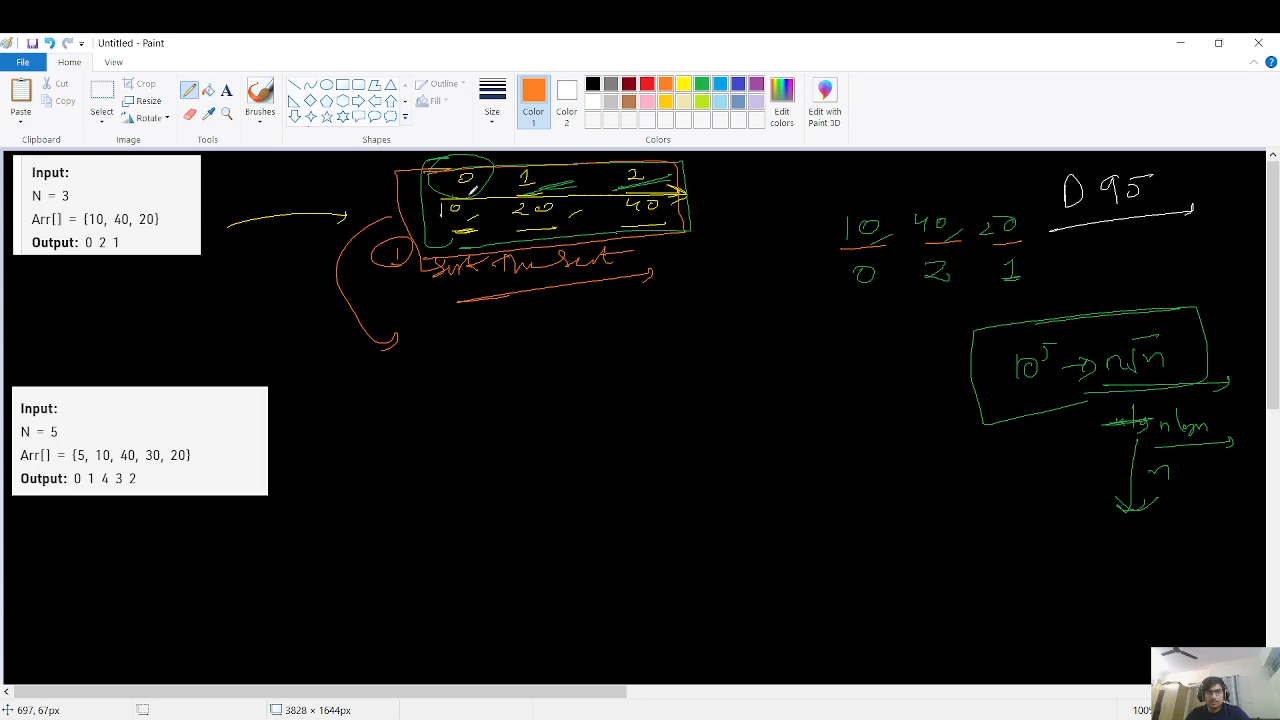 Untitled - Paint
File Home View
Cut
Copy
Paste
Clipboard
Select
Crop
Resize
Rotate
Image
Tools
Brushes
Outline
Fill
Shapes
Size
Color 1
Color 2
Edit colors
Edit with Paint 3D
Colors
Input:
N = 3
Arr[] = {10, 40, 20}
Output: 0 2 1
0 1 2
10, 20, 40
1 sort the
10, 40, 20
0 2 1
D 95
10^5 → n√n
n log n
n
Input:
N = 5
Arr[] = {5, 10, 40, 30, 20}
Output: 0 1 4 3 2
697, 67px
3828 × 1644px